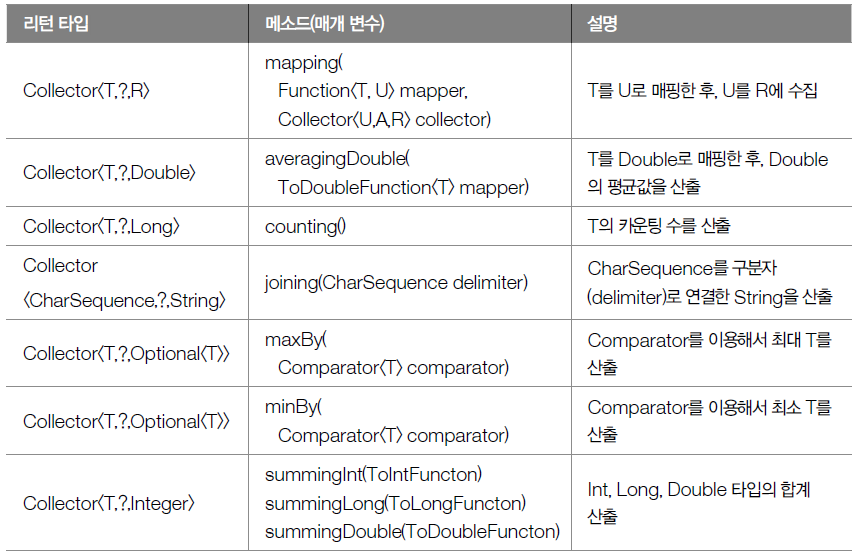 리턴 타입 메소드(매개 변수) 설명
Collector〈T,?,R〉
mapping(
Function〈T, U〉 mapper,
Collector〈U,A,R〉 collector)
T를 U로 매핑한 후, U를 R에 수집
Collector〈T,?,Double〉
averagingDouble(
ToDoubleFunction〈T〉 mapper)
T를 Double로 매핑한 후, Double
의 평균값을 산출
Collector〈T,?,Long〉
counting()
T의 카운팅 수를 산출
Collector
〈CharSequence,?,String〉
joining(CharSequence delimiter)
CharSequence를 구분자
(delimiter)로 연결한 String을 산출
Collector〈T,?,Optional〈T〉〉
maxBy(
Comparator〈T〉 comparator)
Comparator를 이용해서 최대 T를
산출
Collector〈T,?,Optional〈T〉〉
minBy(
Comparator〈T〉 comparator)
Comparator를 이용해서 최소 T를
산출
Collector〈T,?,Integer〉
summingInt(ToIntFuncton)
summingLong(ToLongFuncton)
summingDouble(ToDoubleFuncton)
Int, Long, Double 타입의 합계
산출